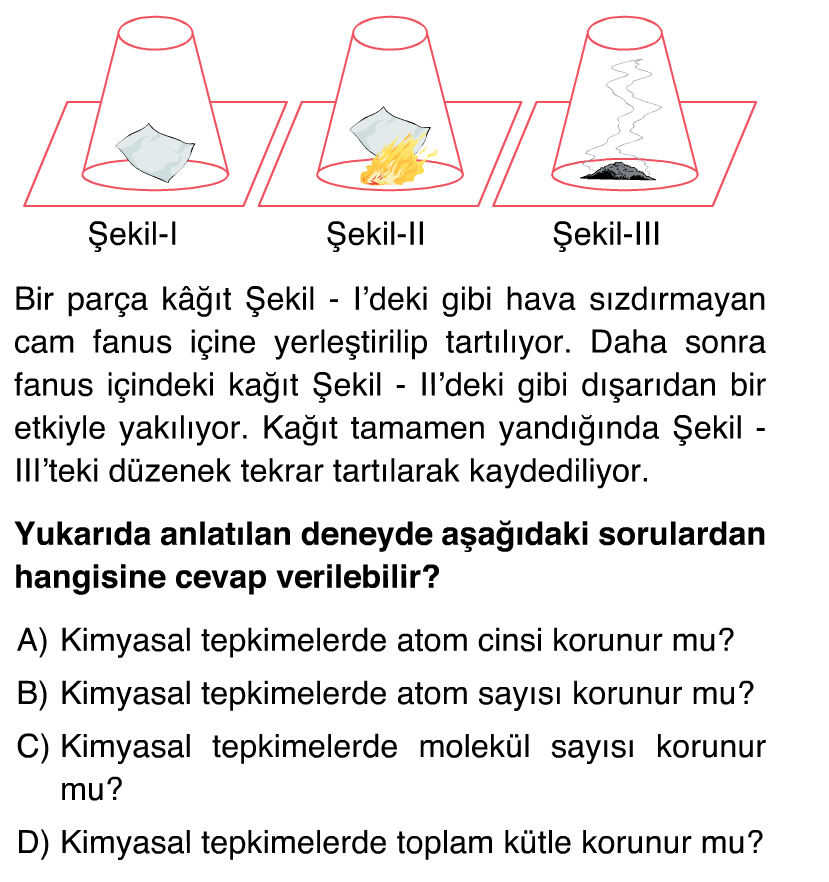 Şekil-I
Şekil-II
Şekil-III
Bir parça kâğıt Şekil - I’deki gibi hava sızdırmayan
cam fanus içine yerleştirilip tartılıyor. Daha sonra
fanus içindeki kağıt Şekil - II’deki gibi dışarıdan bir
etkiyle yakılıyor. Kağıt tamamen yandığında Şekil -
III’teki düzenek tekrar tartılarak kaydediliyor.
Yukarıda anlatılan deneyde aşağıdaki sorulardan
hangisine cevap verilebilir?
A) Kimyasal tepkimelerde atom cinsi korunur mu?
B) Kimyasal tepkimelerde atom sayısı korunur mu?
C) Kimyasal tepkimelerde molekül sayısı korunur
mu?
D) Kimyasal tepkimelerde toplam kütle korunur mu?